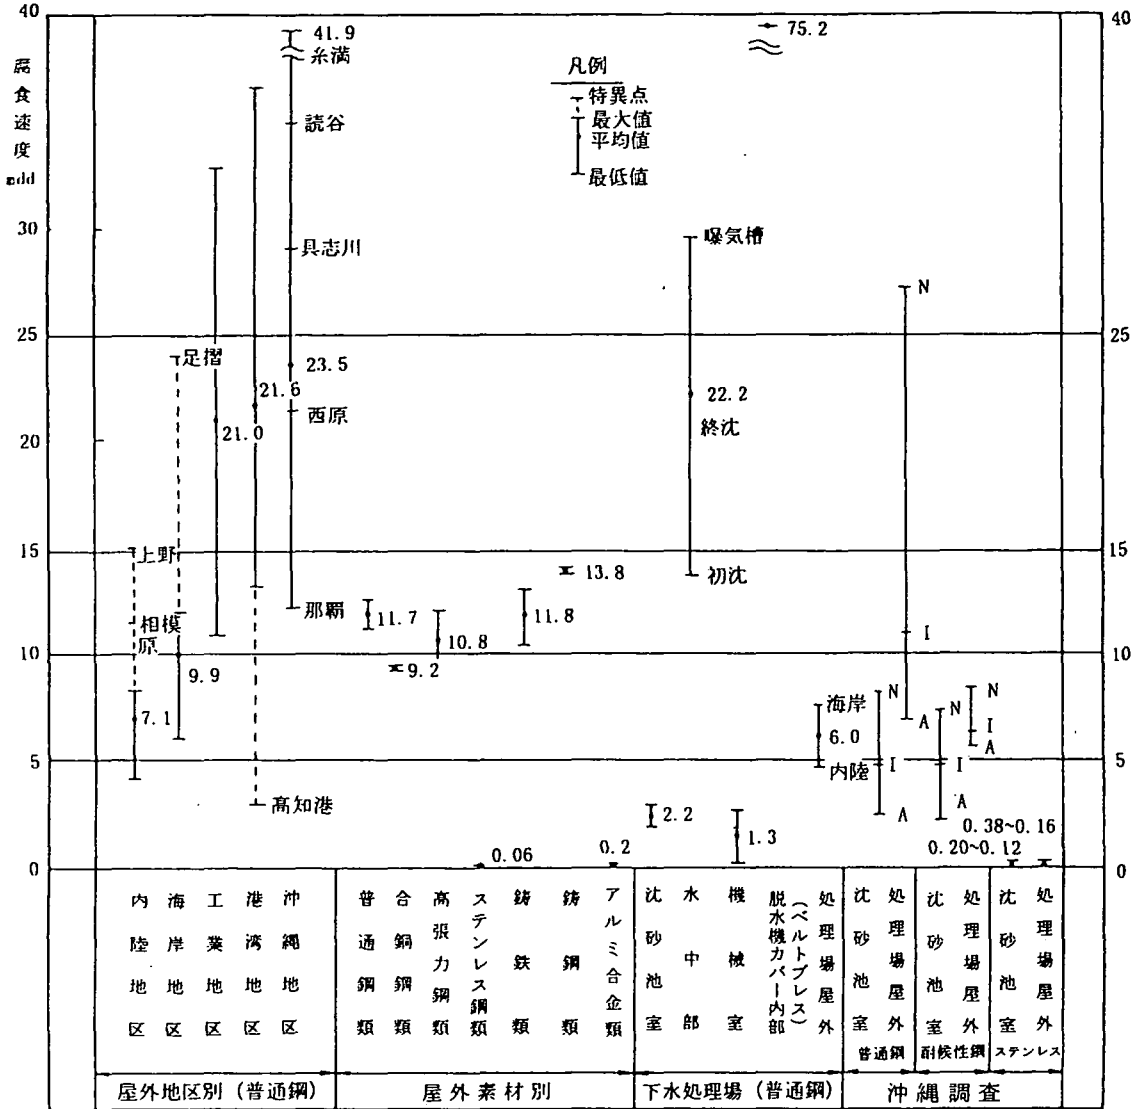 40
腐食速度
mdd
30
25
20
15
10
5
0
40
25
15
10
5
0
凡例
特異点
最大値
平均値
最低値
41.9
糸満
読谷
具志川
23.5
西原
那覇
足摺
21.6
21.0
上野
相模
原
9.9
7.1
高知港
11.7
9.2
10.8
11.8
13.8
0.06
0.2
75.2
曝気槽
22.2
終沈
初沈
2.2
1.3
海岸
6.0
内陸
N
I
A
N
I
A
N
I
A
N
I
A
0.38~0.16
0.20~0.12
内陸地区
海岸地区
工業地区
港湾地区
沖縄地区
普通鋼類
合銅鋼類
高張力鋼類
ステンレス鋼類
鋳鉄類
鋳鋼類
アルミ合金類
沈砂池室
水中部
機械室
脱水機カバー内部
(ベルトプレス)
処理場屋外
沈砂池室
処理場屋外
沈砂池室
処理場屋外
沈砂池室
処理場屋外
普通鋼
耐候性鋼
ステンレス
屋外地区別 (普通鋼)
屋外素材別
下水処理場 (普通鋼)
沖縄調査